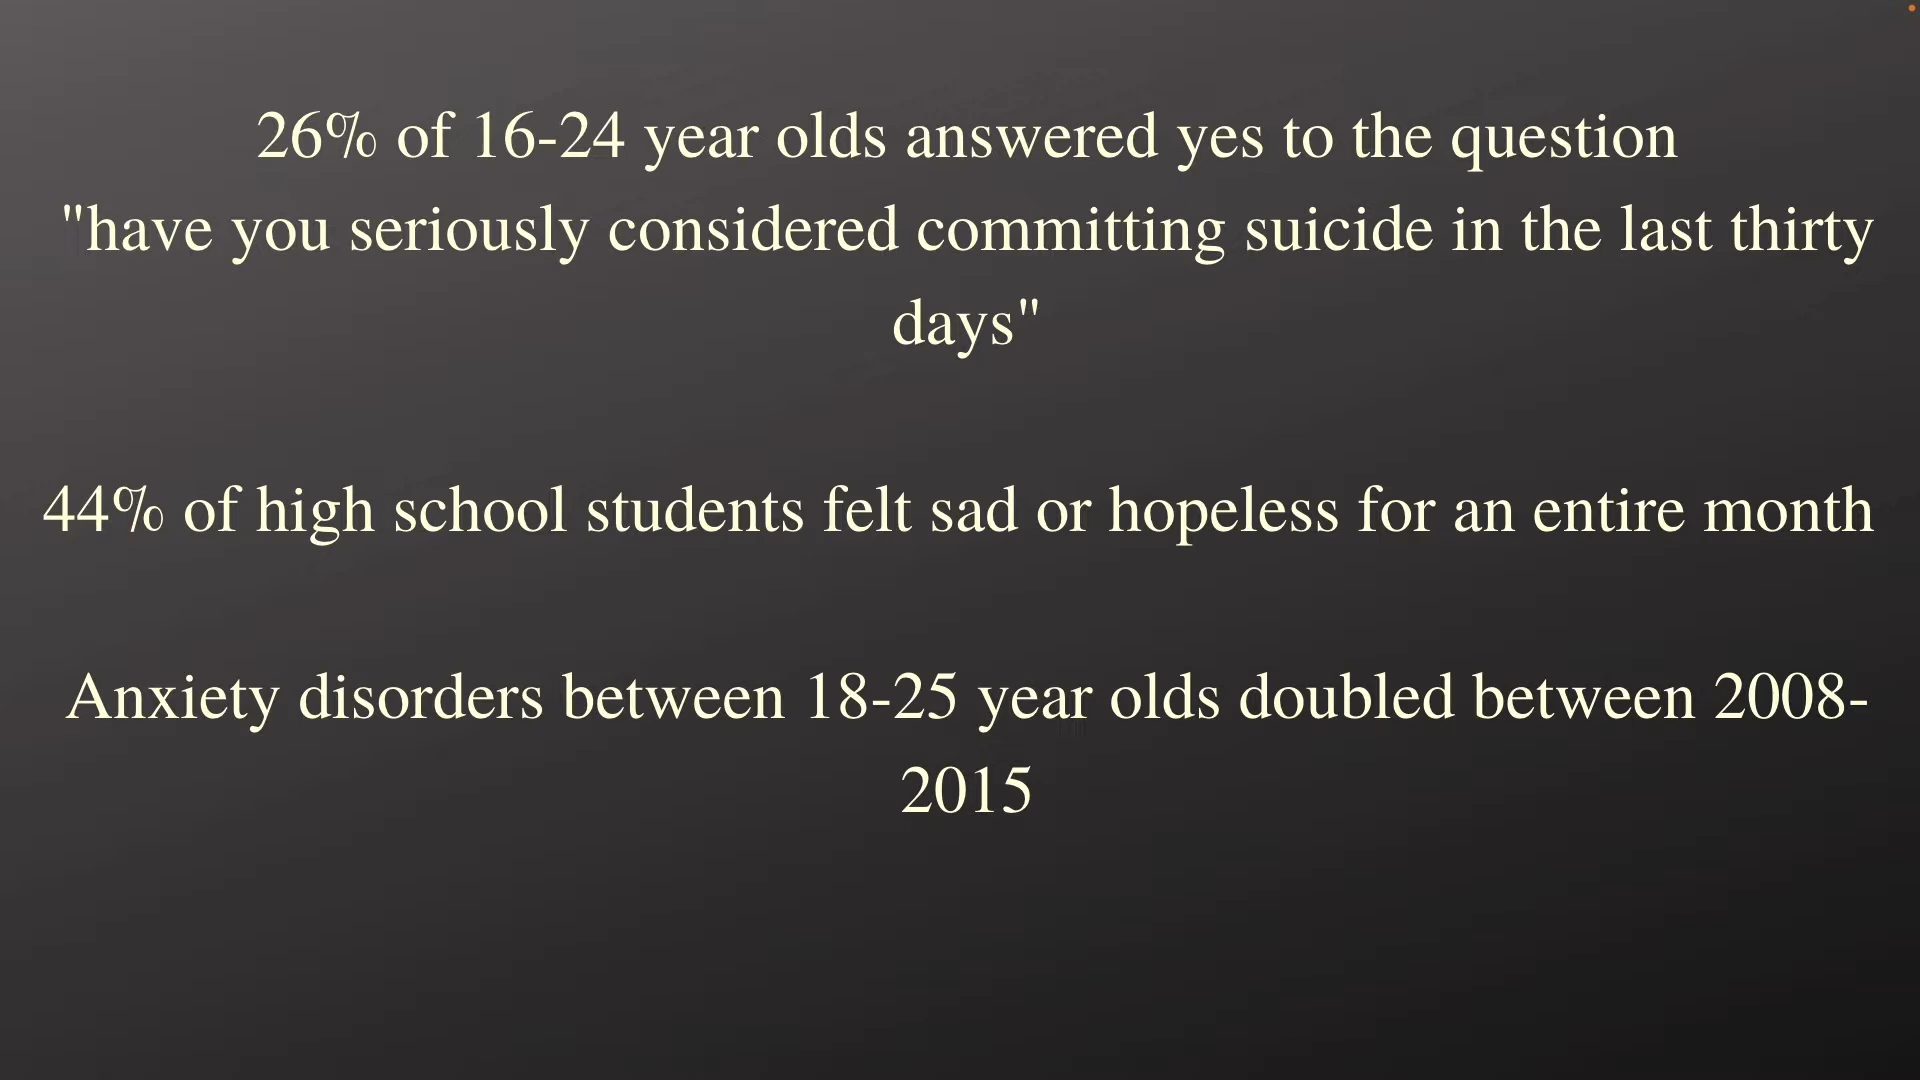 26% of 16-24 year olds answered yes to the question
"have you seriously considered committing suicide in the last thirty
days"
44% of high school students felt sad or hopeless for an entire month
Anxiety disorders between 18-25 year olds doubled between 2008-
2015